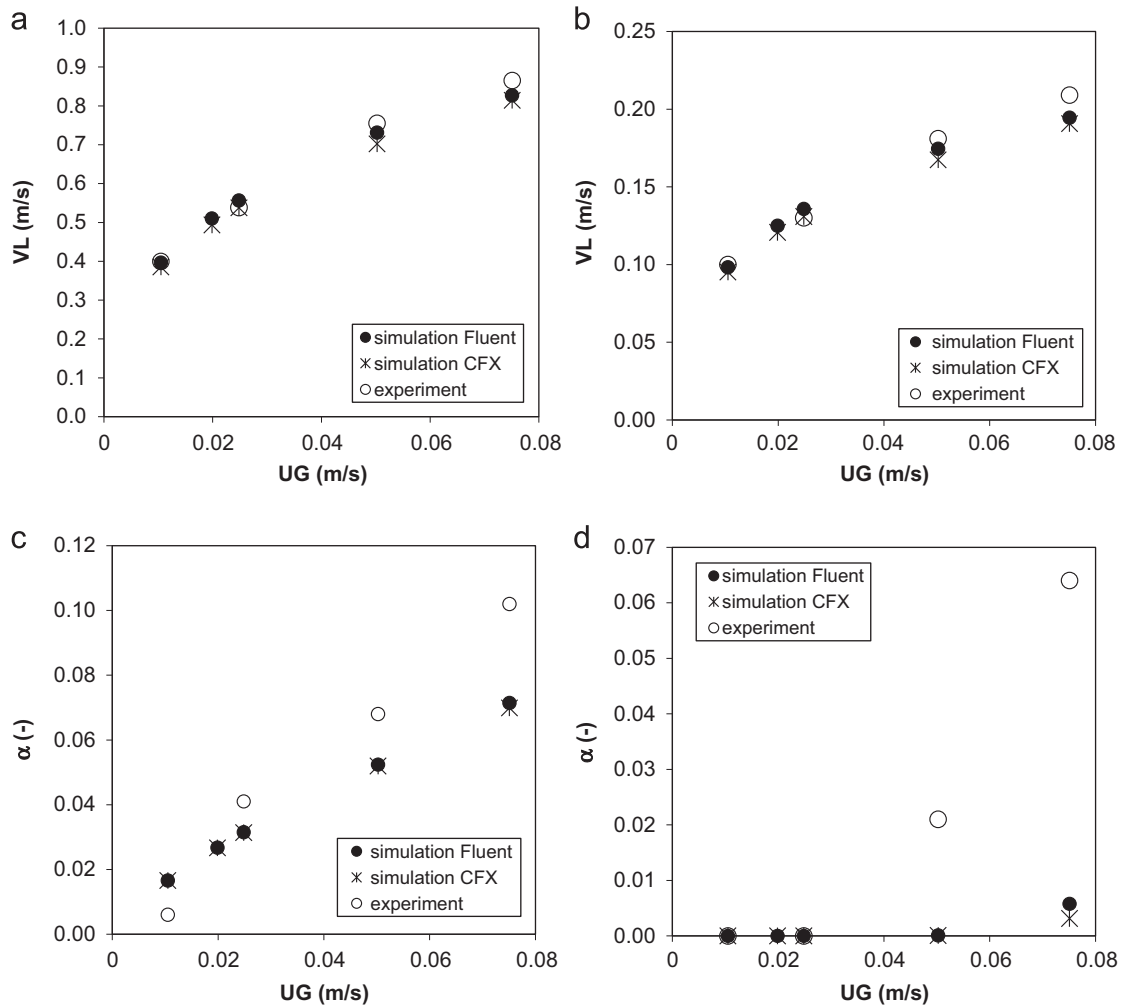 a
1.0
0.9
0.8
0.7
0.6
0.5
0.4
0.3
0.2
0.1
0.0
VL (m/s)
simulation Fluent
simulation CFX
experiment
0 0.02 0.04 0.06 0.08
UG (m/s)
b
0.25
0.20
0.15
0.10
0.05
0.00
VL (m/s)
simulation Fluent
simulation CFX
experiment
0 0.02 0.04 0.06 0.08
UG (m/s)
c
0.12
0.10
0.08
0.06
0.04
0.02
0.00
α (-)
simulation Fluent
simulation CFX
experiment
0 0.02 0.04 0.06 0.08
UG (m/s)
d
0.07
0.06
0.05
0.04
0.03
0.02
0.01
0.00
α (-)
simulation Fluent
simulation CFX
experiment
0 0.02 0.04 0.06 0.08
UG (m/s)